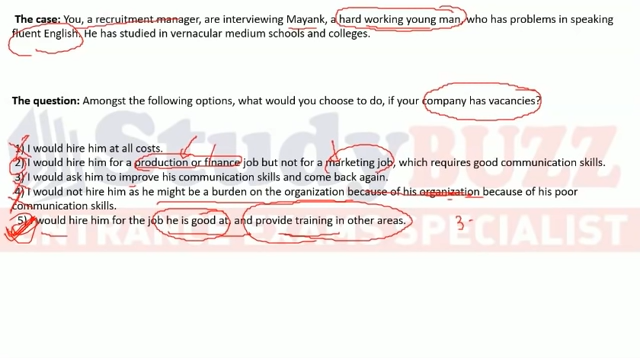 The case: You, a recruitment manager, are interviewing Mayank, a hard working young man, who has problems in speaking
fluent English. He has studied in vernacular medium schools and colleges.
The question: Amongst the following options, what would you choose to do, if your company has vacancies?
1) I would hire him at all costs.
2) I would hire him for a production or finance job but not for a marketing job, which requires good communication skills.
3) I would ask him to improve his communication skills and come back again.
4) I would not hire him as he might be a burden on the organization because of his organization because of his poor
communication skills.
5) I would hire him for the job he is good at, and provide training in other areas.
3
StudyBUZZ
ENTRANCE EXAMS SPECIALIST